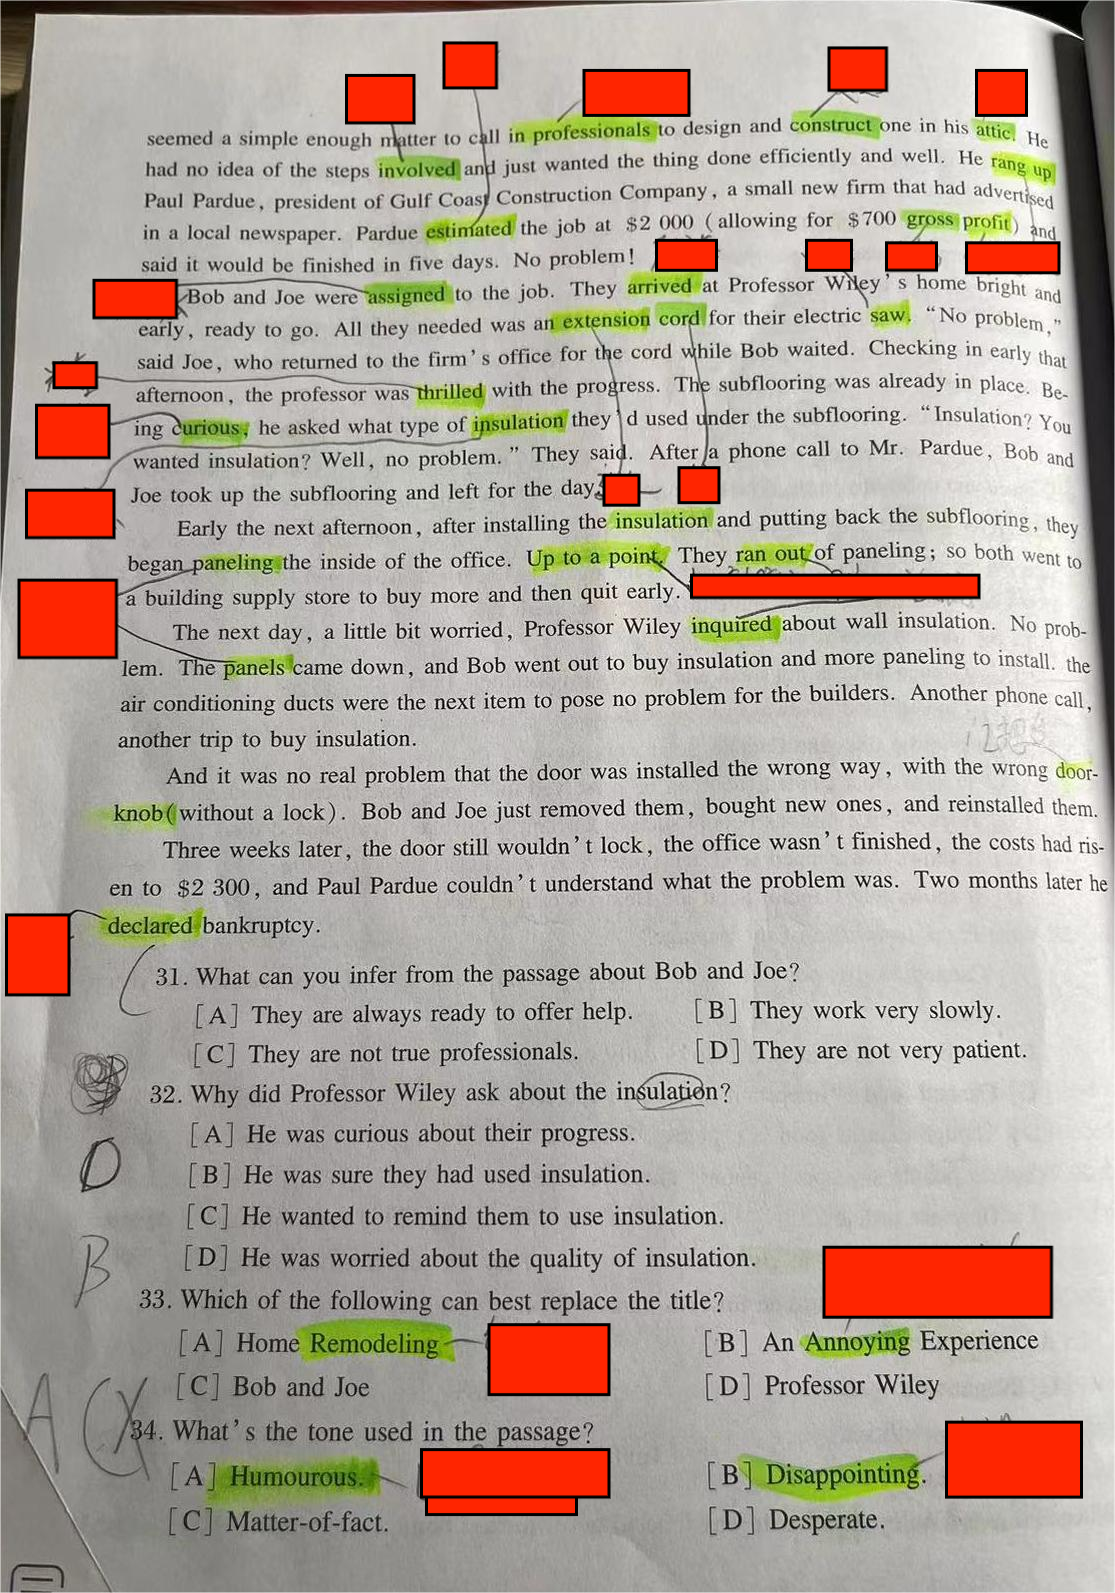 seemed a simple enough matter to call in professionals to design and construct one in his attic. He
had no idea of the steps involved and just wanted the thing done efficiently and well. He rang up
Paul Pardue, president of Gulf Coast Construction Company, a small new firm that had advertised
in a local newspaper. Pardue estimated the job at $2 000 (allowing for $700 gross profit) and
said it would be finished in five days. No problem!
Bob and Joe were assigned to the job. They arrived at Professor Wiley's home bright and
early, ready to go. All they needed was an extension cord for their electric saw. "No problem,"
said Joe, who returned to the firm's office for the cord while Bob waited. Checking in early that
afternoon, the professor was thrilled with the progress. The subflooring was already in place. Be-
ing curious, he asked what type of insulation they'd used under the subflooring. "Insulation? You
wanted insulation? Well, no problem." They said. After a phone call to Mr. Pardue, Bob and
Joe took up the subflooring and left for the day.
Early the next afternoon, after installing the insulation and putting back the subflooring, they
began paneling the inside of the office. Up to a point. They ran out of paneling; so both went to
a building supply store to buy more and then quit early.
The next day, a little bit worried, Professor Wiley inquired about wall insulation. No prob-
lem. The panels came down, and Bob went out to buy insulation and more paneling to install. the
air conditioning ducts were the next item to pose no problem for the builders. Another phone call,
another trip to buy insulation.
And it was no real problem that the door was installed the wrong way, with the wrong door-
knob(without a lock). Bob and Joe just removed them, bought new ones, and reinstalled them.
Three weeks later, the door still wouldn't lock, the office wasn't finished, the costs had ris-
en to $2 300, and Paul Pardue couldn't understand what the problem was. Two months later he
declared bankruptcy.
C 31. What can you infer from the passage about Bob and Joe?
[A] They are always ready to offer help. [B] They work very slowly.
[C] They are not true professionals. [D] They are not very patient.
32. Why did Professor Wiley ask about the insulation?
[A] He was curious about their progress.
D [B] He was sure they had used insulation.
[C] He wanted to remind them to use insulation.
[D] He was worried about the quality of insulation.
B
33. Which of the following can best replace the title?
[A] Home Remodeling [B] An Annoying Experience
[C] Bob and Joe [D] Professor Wiley
A C 34. What's the tone used in the passage?
[A] Humourous. [B] Disappointing.
[C] Matter-of-fact. [D] Desperate.